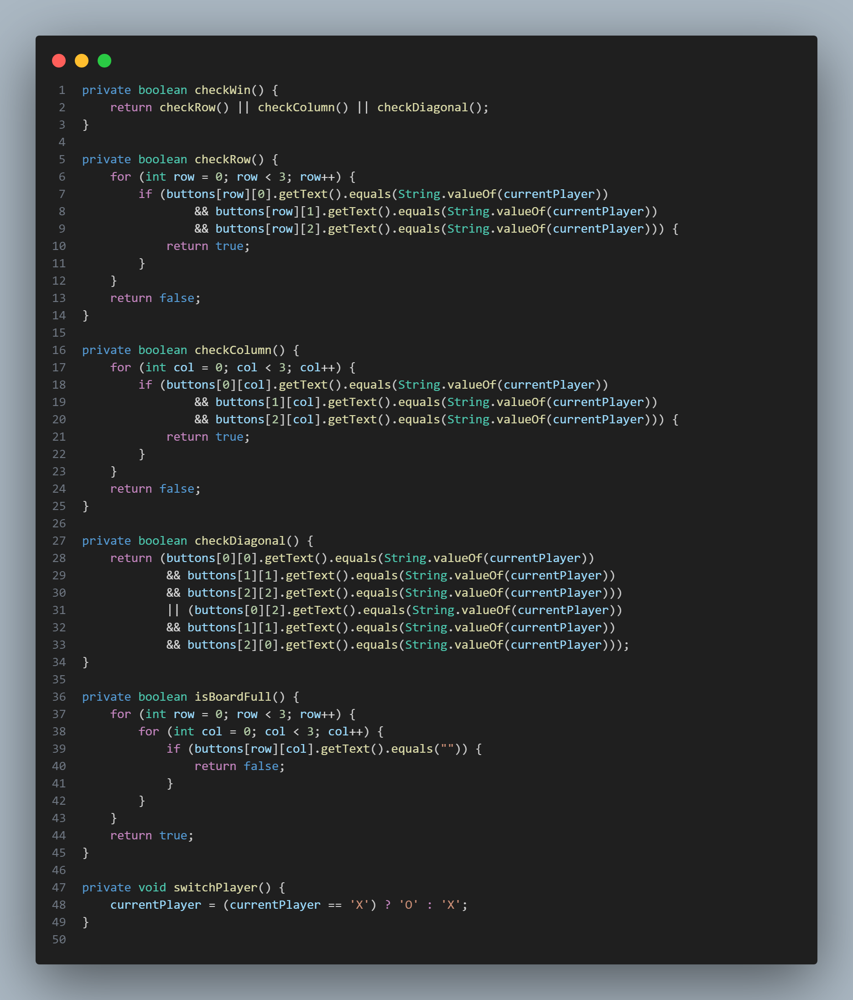 1 private boolean checkWin() {
2     return checkRow() || checkColumn() || checkDiagonal();
3 }
4
5 private boolean checkRow() {
6     for (int row = 0; row < 3; row++) {
7         if (buttons[row][0].getText().equals(String.valueOf(currentPlayer))
8                 && buttons[row][1].getText().equals(String.valueOf(currentPlayer))
9                 && buttons[row][2].getText().equals(String.valueOf(currentPlayer))) {
10             return true;
11         }
12     }
13     return false;
14 }
15
16 private boolean checkColumn() {
17     for (int col = 0; col < 3; col++) {
18         if (buttons[0][col].getText().equals(String.valueOf(currentPlayer))
19                 && buttons[1][col].getText().equals(String.valueOf(currentPlayer))
20                 && buttons[2][col].getText().equals(String.valueOf(currentPlayer))) {
21             return true;
22         }
23     }
24     return false;
25 }
26
27 private boolean checkDiagonal() {
28     return (buttons[0][0].getText().equals(String.valueOf(currentPlayer))
29             && buttons[1][1].getText().equals(String.valueOf(currentPlayer))
30             && buttons[2][2].getText().equals(String.valueOf(currentPlayer)))
31             || (buttons[0][2].getText().equals(String.valueOf(currentPlayer))
32             && buttons[1][1].getText().equals(String.valueOf(currentPlayer))
33             && buttons[2][0].getText().equals(String.valueOf(currentPlayer)));
34 }
35
36 private boolean isBoardFull() {
37     for (int row = 0; row < 3; row++) {
38         for (int col = 0; col < 3; col++) {
39             if (buttons[row][col].getText().equals("")) {
40                 return false;
41             }
42         }
43     }
44     return true;
45 }
46
47 private void switchPlayer() {
48     currentPlayer = (currentPlayer == 'X') ? 'O' : 'X';
49 }
50